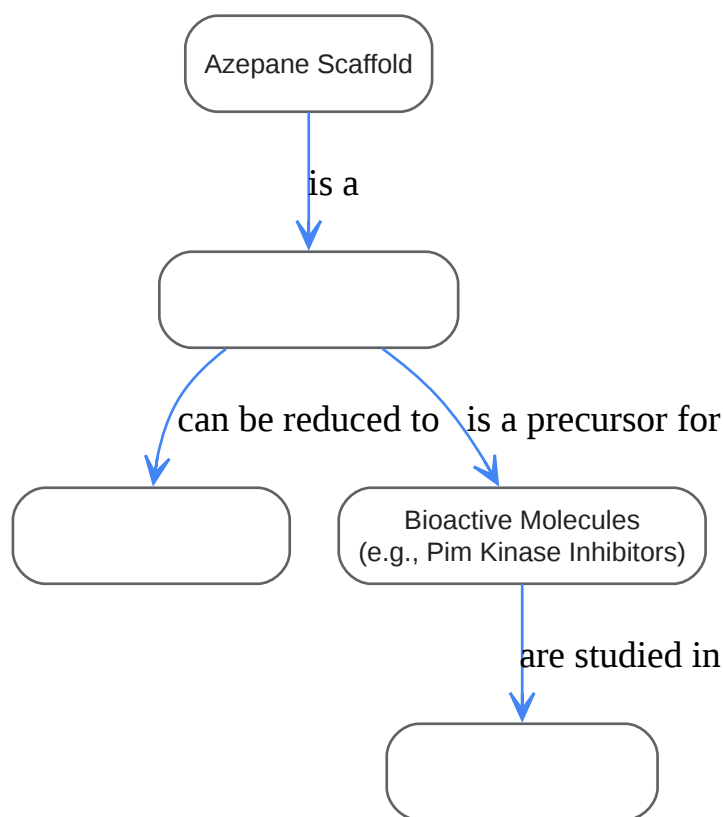 Azepane Scaffold
is a
can be reduced to
is a precursor for
Bioactive Molecules
(e.g., Pim Kinase Inhibitors)
are studied in